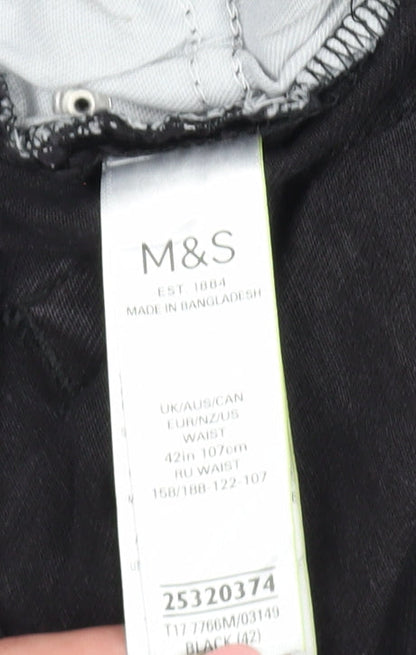 M&S
EST 1884
MADE IN BANGLADESH
UK/AUS/CAN
EUR/NZ/US
WAIST
42in 107cm
RU WAIST
158/188-122-107
25320374
T17 7766M/03149
BLACK (42)